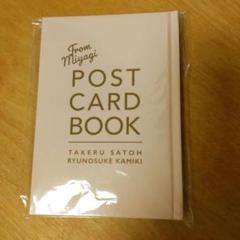 From
Miyagi
POST
CARD
BOOK
TAKERU SATOH
RYUNOSUKE KAMIKI